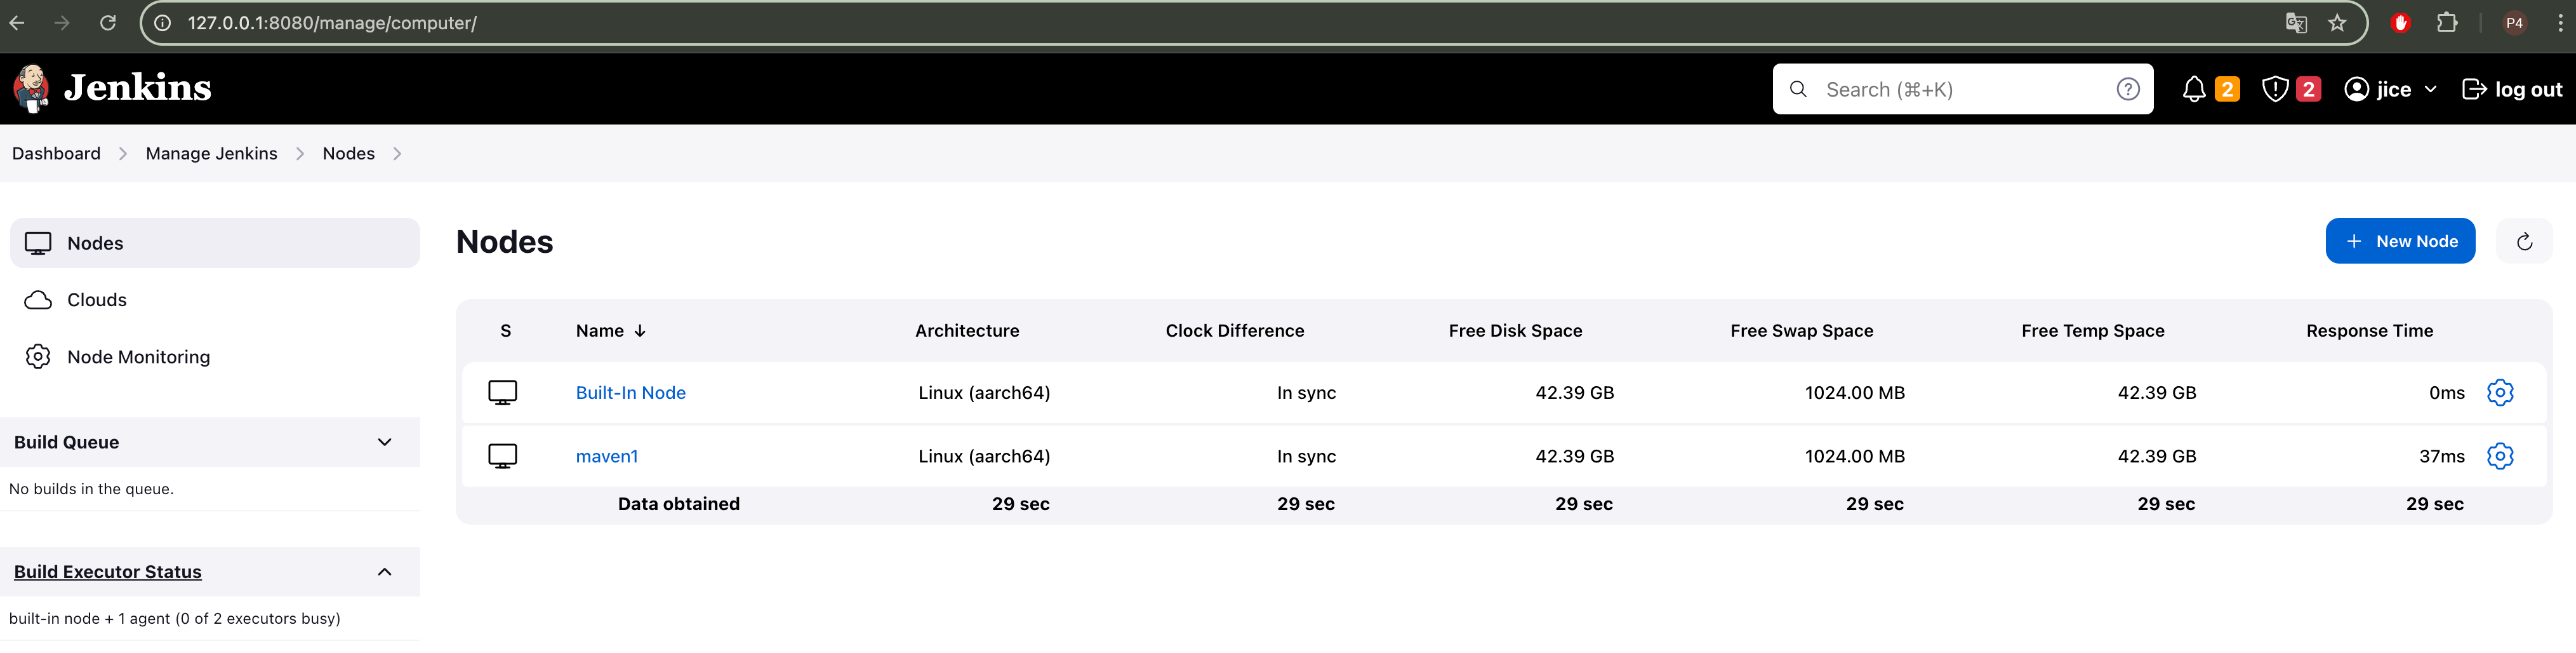 127.0.0.1:8080/manage/computer/
P4
Jenkins
Search (⌘+K)
2
2
jice
log out
Dashboard
Manage Jenkins
Nodes
Nodes
Clouds
Node Monitoring
Build Queue
No builds in the queue.
Build Executor Status
built-in node + 1 agent (0 of 2 executors busy)
Nodes
New Node
S Name ↓ Architecture Clock Difference Free Disk Space Free Swap Space Free Temp Space Response Time
Built-In Node Linux (aarch64) In sync 42.39 GB 1024.00 MB 42.39 GB 0ms
maven1 Linux (aarch64) In sync 42.39 GB 1024.00 MB 42.39 GB 37ms
Data obtained 29 sec 29 sec 29 sec 29 sec 29 sec 29 sec